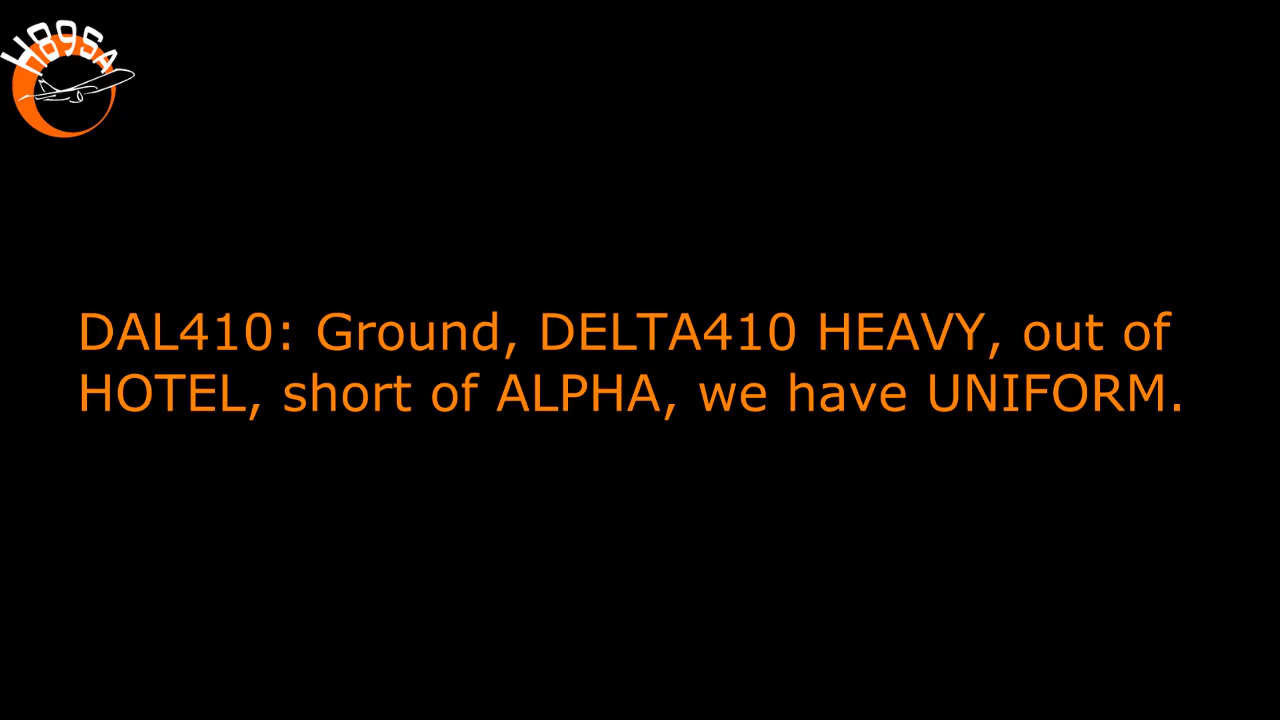 H89SA
DAL410: Ground, DELTA410 HEAVY, out of
HOTEL, short of ALPHA, we have UNIFORM.